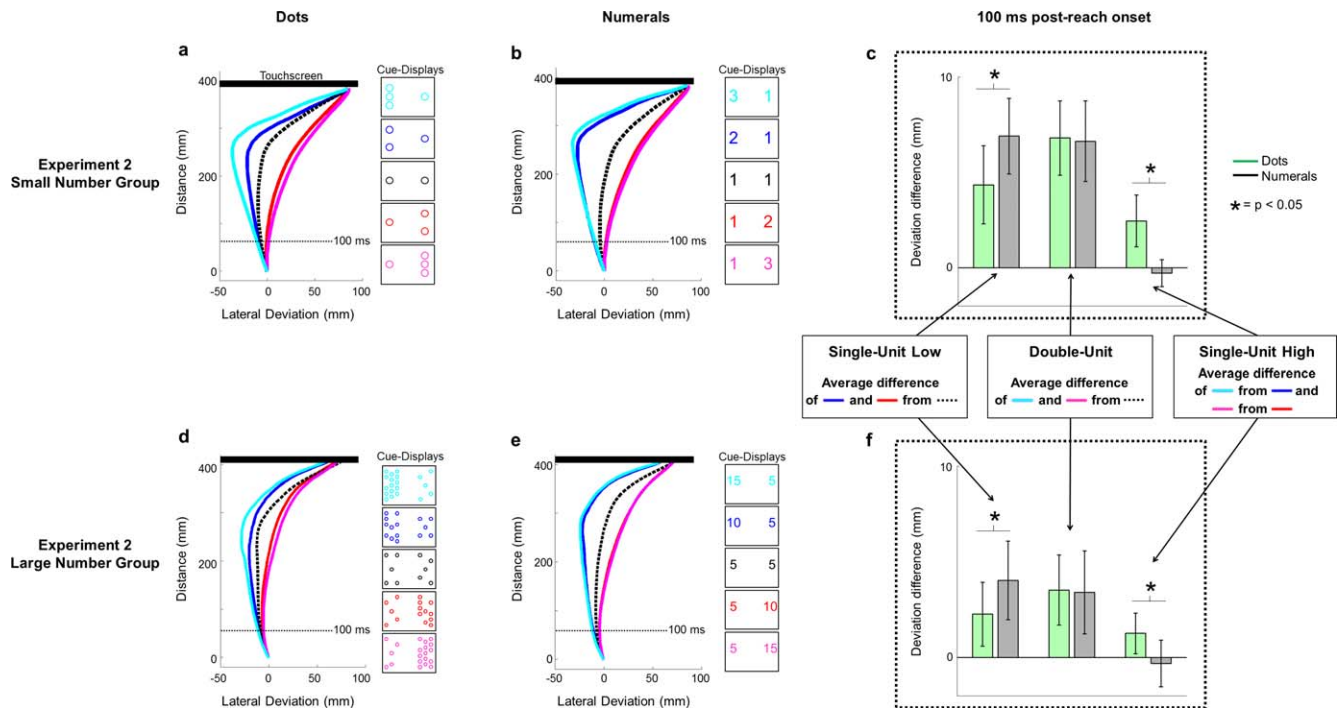 Dots
Numerals
100 ms post-reach onset
a
b
c
Experiment 2
Small Number Group
Touchscreen
Cue-Displays
400
200
0
Distance (mm)
100 ms
-50 0 50 100
Lateral Deviation (mm)
Cue-Displays
3 1
2 1
1 1
1 2
1 3
400
200
0
Distance (mm)
100 ms
-50 0 50 100
Lateral Deviation (mm)
10
0
Deviation difference (mm)
*
*
Dots
Numerals
* = p < 0.05
Single-Unit Low
Average difference
of and from
Double-Unit
Average difference
of and from
Single-Unit High
Average difference
of from and
from
d
e
f
Experiment 2
Large Number Group
Cue-Displays
400
200
0
Distance (mm)
100 ms
-50 0 50 100
Lateral Deviation (mm)
Cue-Displays
15 5
10 5
5 5
5 10
5 15
400
200
0
Distance (mm)
100 ms
-50 0 50 100
Lateral Deviation (mm)
10
0
Deviation difference (mm)
*
*